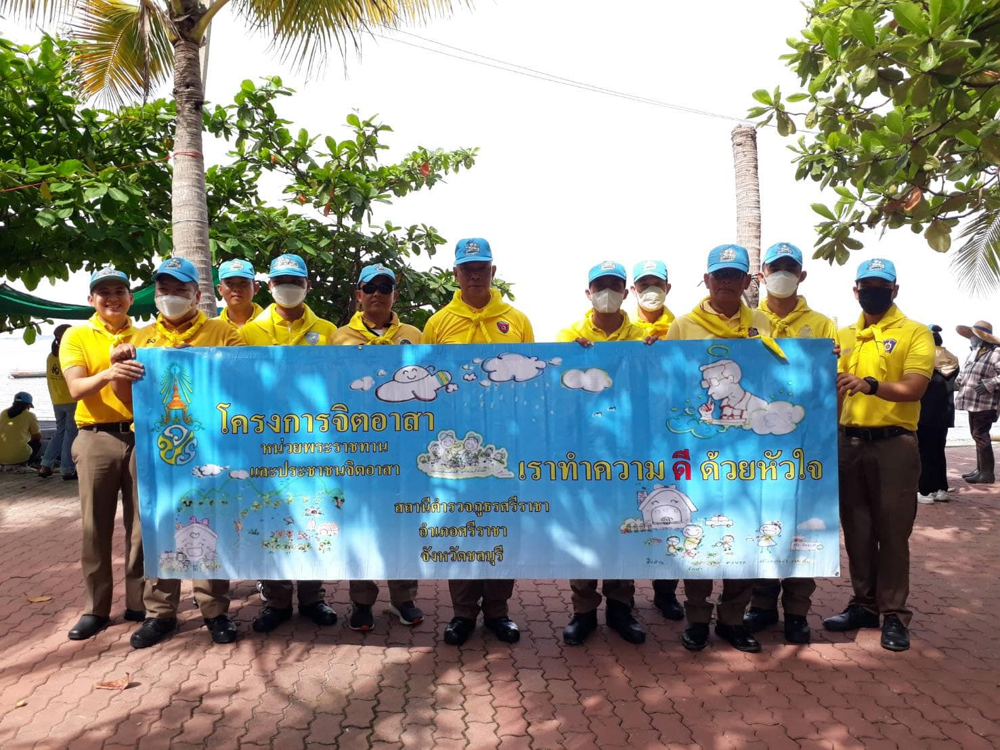 โครงการจิตอาสา
หน่วยพระราชทาน
และประชาชนจิตอาสา
เราทำความ ดี ด้วยหัวใจ
สถานีตำรวจภูธรศรีราชา
อำเภอศรีราชา
จังหวัดชลบุรี